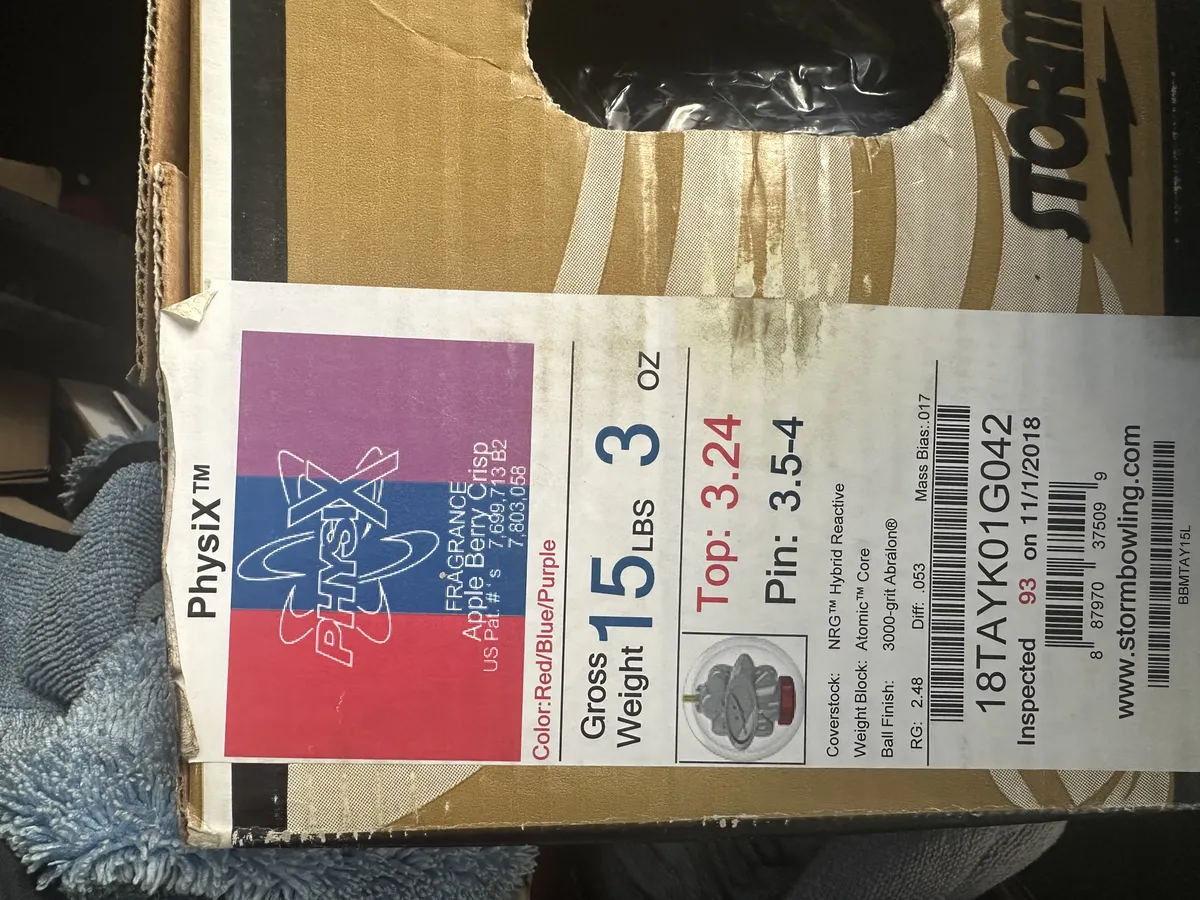 STORM
PhysiX™
PHYSIX
FRAGRANCE
Apple Berry Crisp
US Pat. #'s 7,699,713 B2
7,803,058
Color:Red/Blue/Purple
Gross Weight 15 LBS 3 OZ
Top: 3.24
Pin: 3.5-4
Coverstock: NRG™ Hybrid Reactive
Weight Block: Atomic™ Core
Ball Finish: 3000-grit Abralon®
RG: 2.48 Diff: .053 Mass Bias:.017
18TAYK01G042
Inspected 93 on 11/1/2018
8 87970 37509 9
www.stormbowling.com
BBMTAY15L